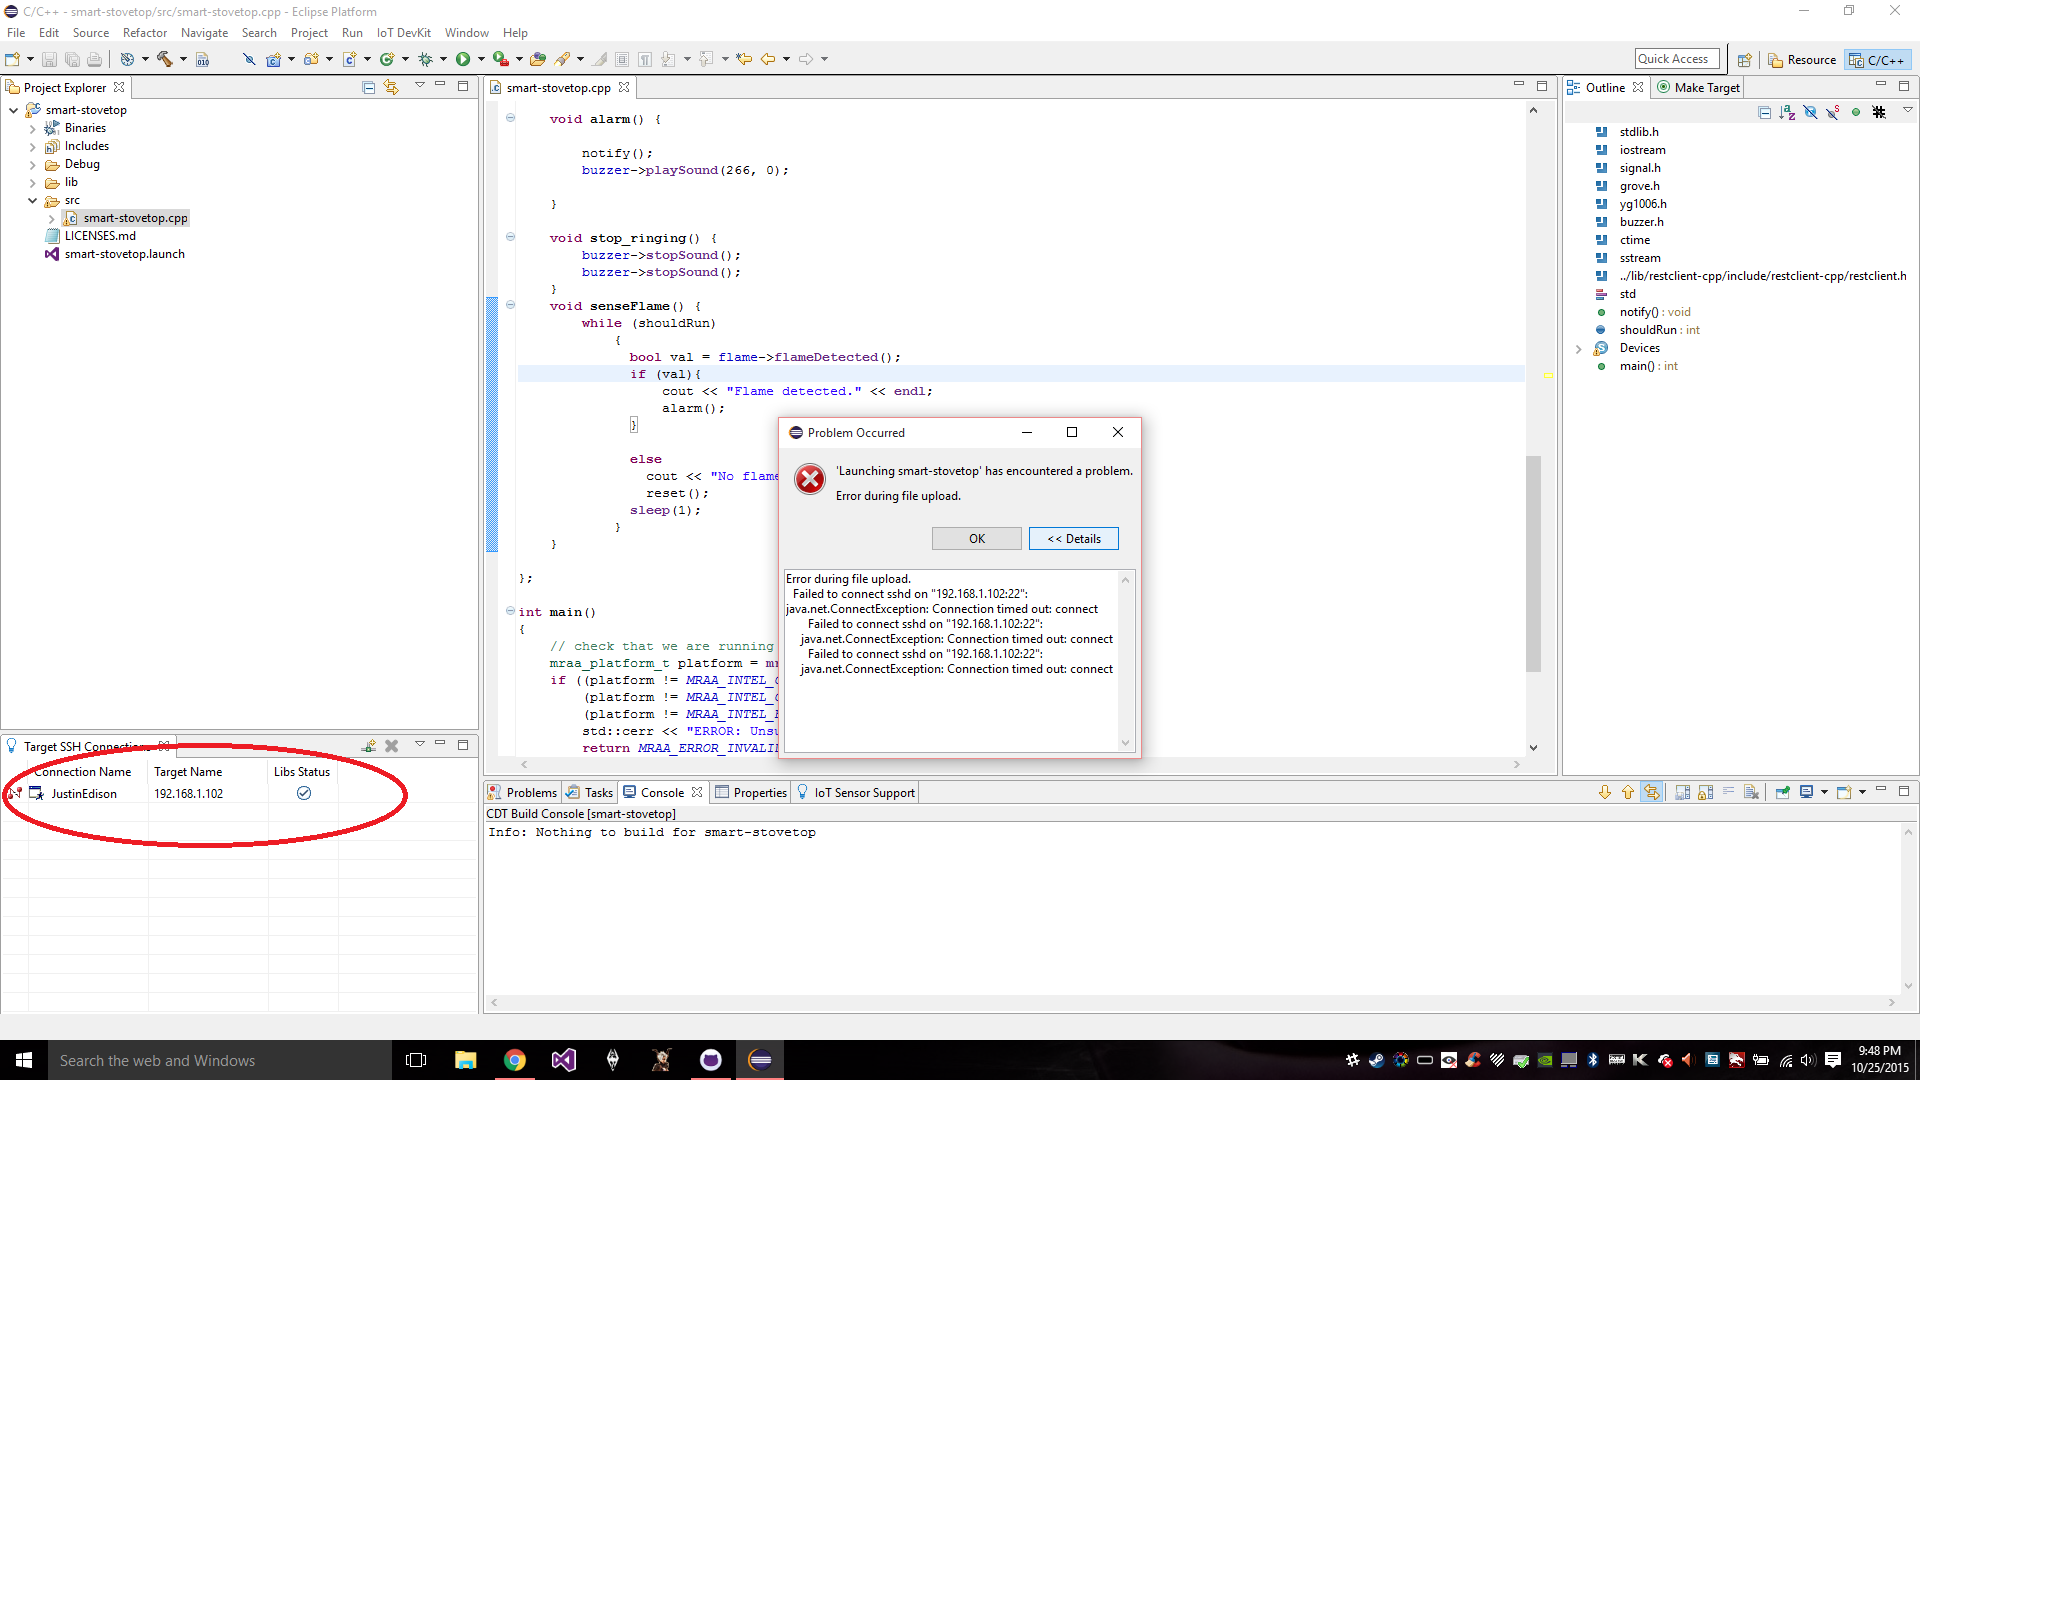 C/C++ - smart-stovetop/src/smart-stovetop.cpp - Eclipse Platform
File Edit Source Refactor Navigate Search Project Run IoT DevKit Window Help
Quick Access
Resource
C/C++
Project Explorer
smart-stovetop
Binaries
Includes
Debug
lib
src
smart-stovetop.cpp
LICENSES.md
smart-stovetop.launch
smart-stovetop.cpp
void alarm() {
notify();
buzzer->playSound(266, 0);
}
void stop_ringing() {
buzzer->stopSound();
buzzer->stopSound();
}
void senseFlame() {
while (shouldRun)
{
bool val = flame->flameDetected();
if (val){
cout << "Flame detected." << endl;
alarm();
}
else
cout << "No flame
reset();
sleep(1);
}
}
};
int main()
{
// check that we are running
mraa_platform_t platform =
if ((platform != MRAA_INTEL_
(platform != MRAA_INTEL_
(platform != MRAA_INTEL_
std::cerr << "ERROR:
return
Problem Occurred
'Launching smart-stovetop' has encountered a problem.
Error during file upload.
OK
<< Details
Error during file upload.
Failed to connect sshd on "192.168.1.102:22":
java.net.ConnectException: Connection timed out: connect
Failed to connect sshd on "192.168.1.102:22":
java.net.ConnectException: Connection timed out: connect
Failed to connect sshd on "192.168.1.102:22":
java.net.ConnectException: Connection timed out: connect
Outline
Make Target
stdlib.h
iostream
signal.h
grove.h
yg1006.h
buzzer.h
ctime
sstream
../lib/restclient-cpp/include/restclient-cpp/restclient.h
std
notify() : void
shouldRun : int
Devices
main() : int
Target SSH Connections
Connection Name Target Name Libs Status
JustinEdison 192.168.1.102
Problems Tasks Console Properties IoT Sensor Support
CDT Build Console [smart-stovetop]
Info: Nothing to build for smart-stovetop
Search the web and Windows
9:48 PM
10/25/2015